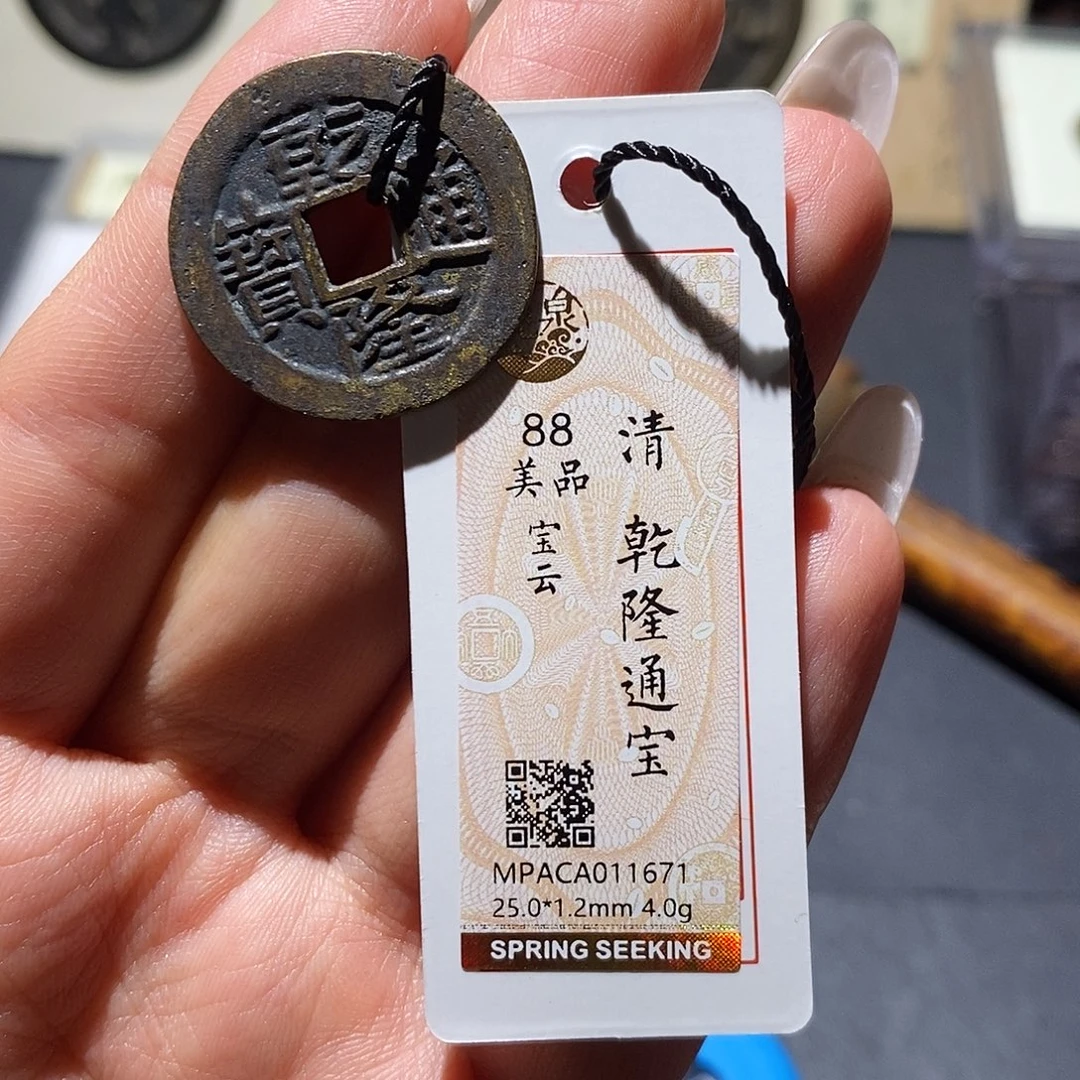 乾隆通寶
泉
88
美品
宝云
清 乾隆通宝
MPACA011671
25.0*1.2mm 4.0g
SPRING SEEKING